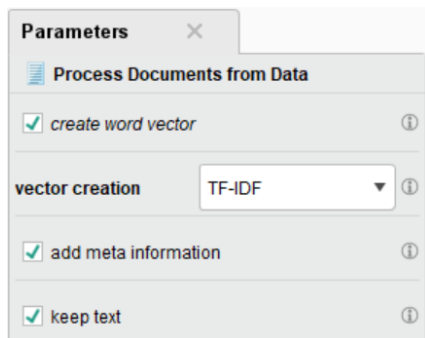 Parameters
Process Documents from Data
create word vector
vector creation TF-IDF
add meta information
keep text